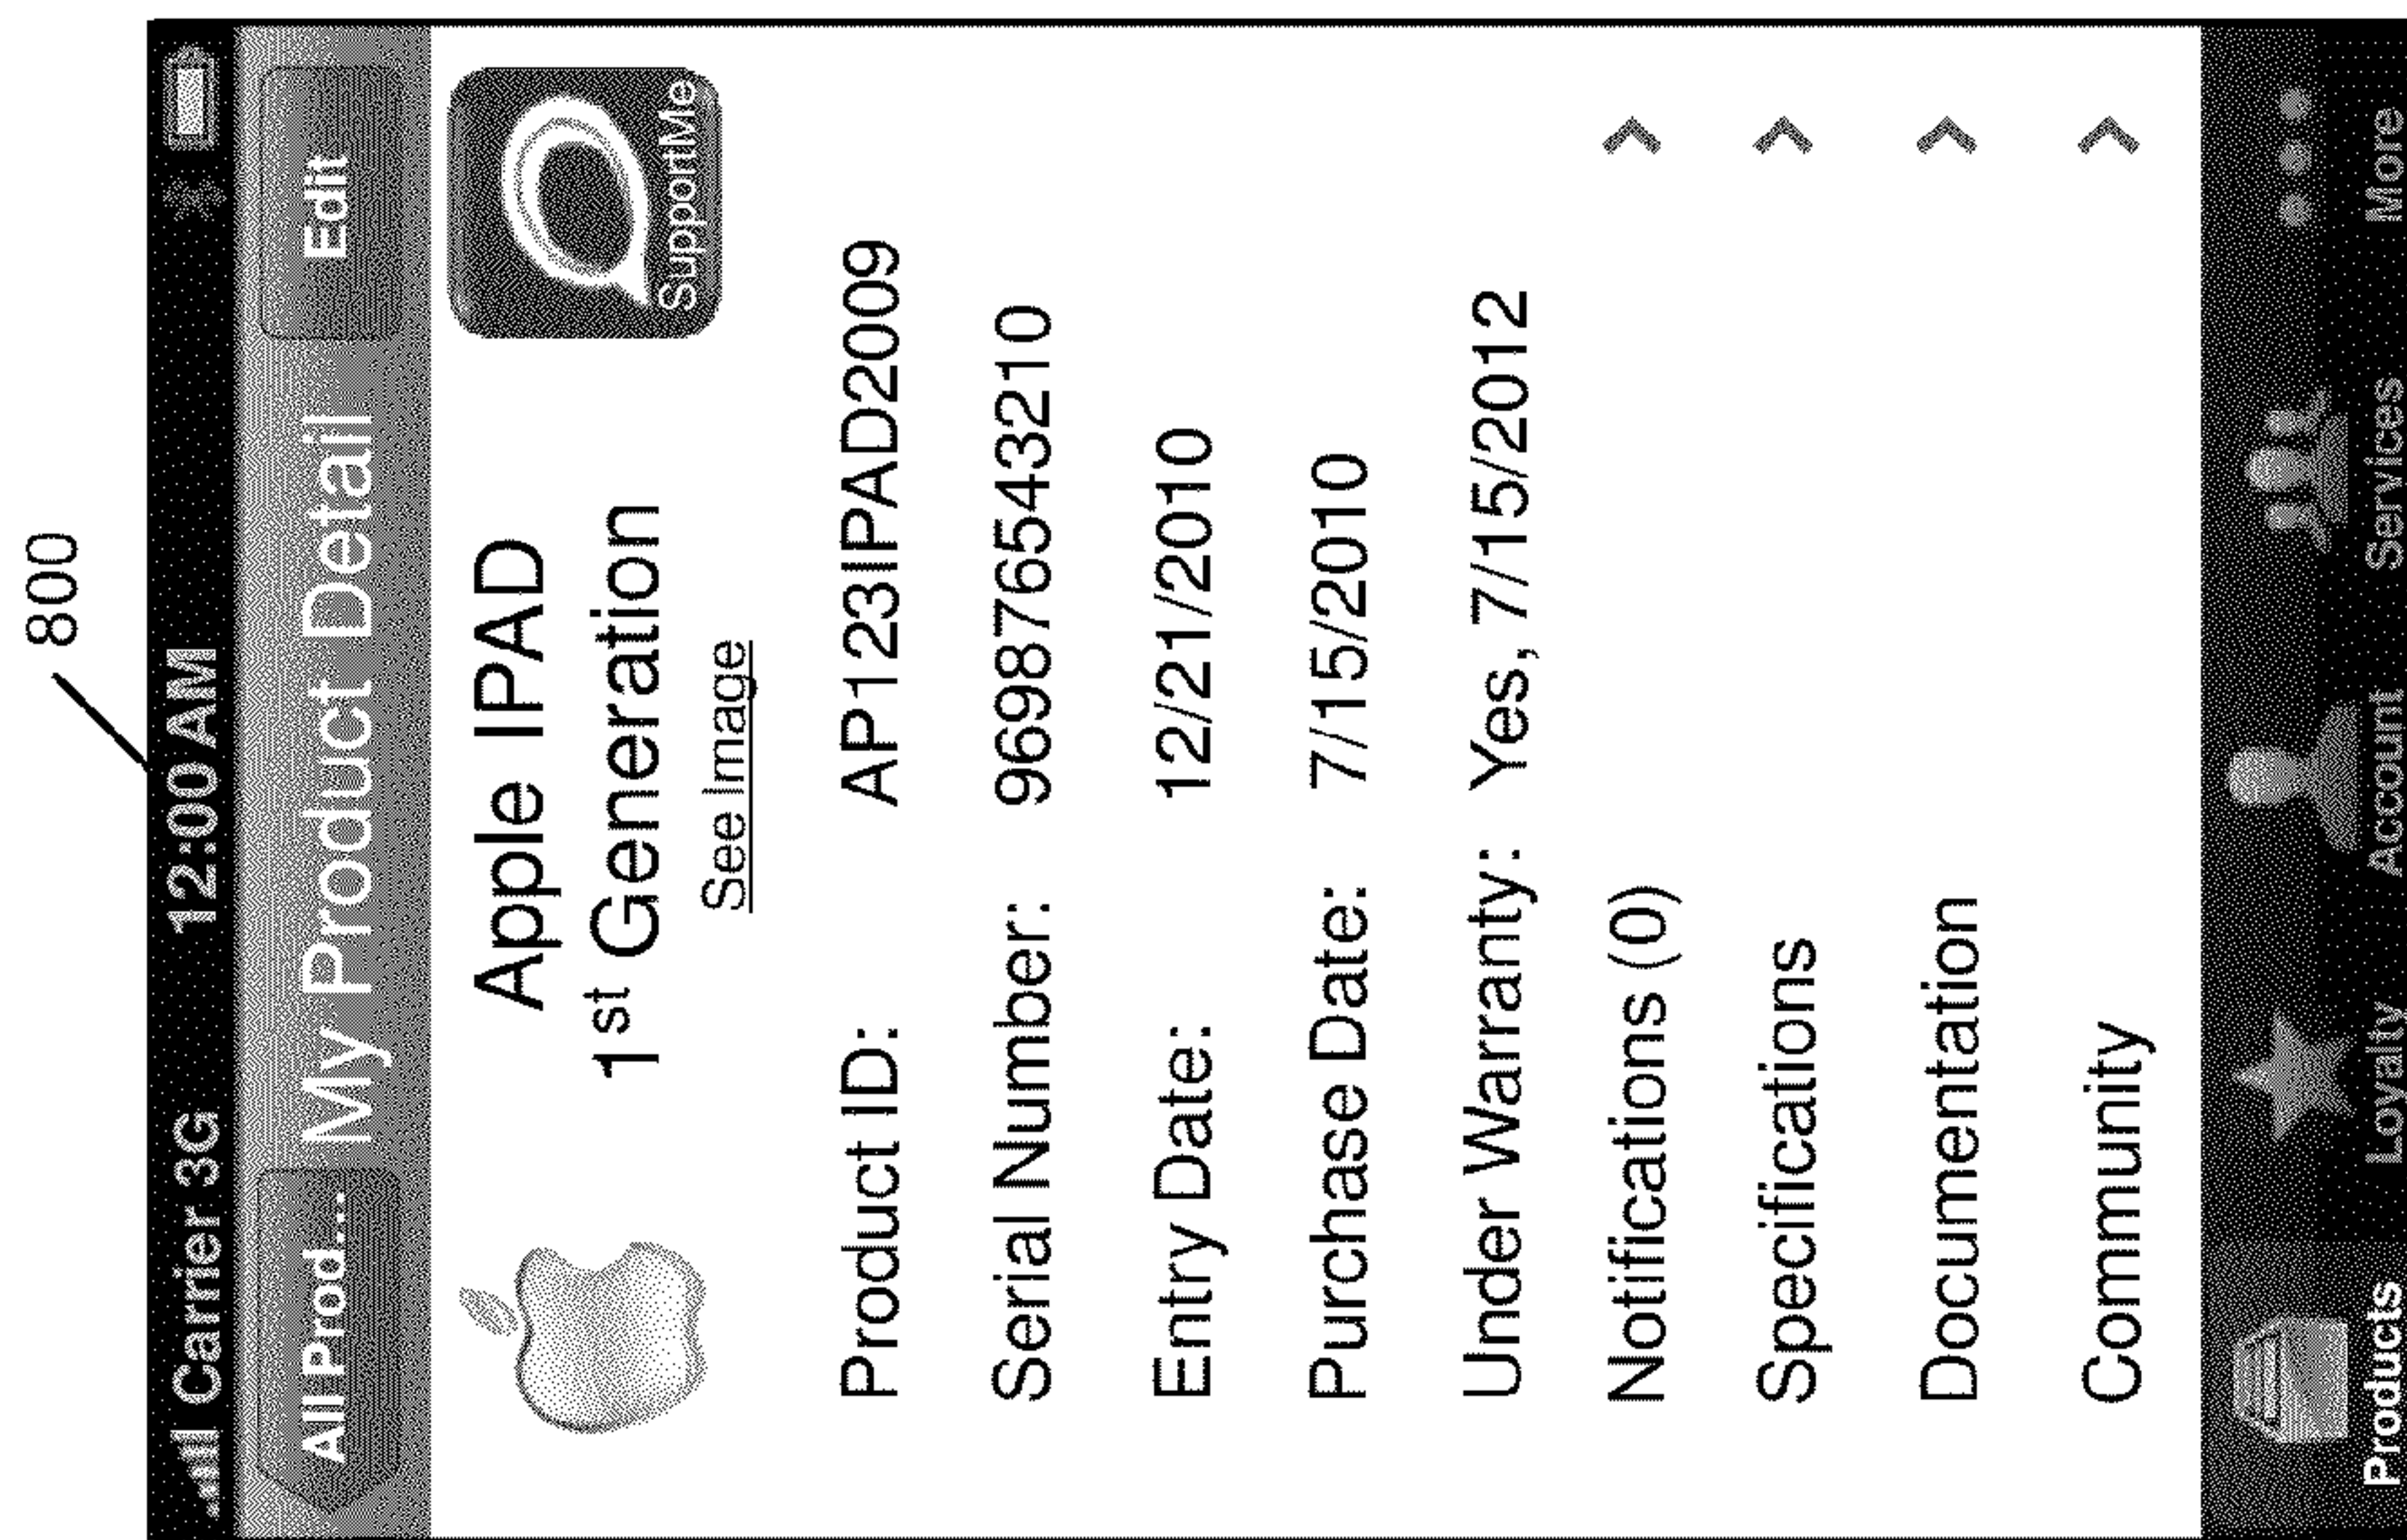 800
Carrier 3G 12:00 AM
All Prod... My Product Detail Edit
Apple IPAD
1st Generation
See Image
SupportMe
Product ID: AP123IPAD2009
Serial Number: 969876543210
Entry Date: 12/21/2010
Purchase Date: 7/15/2010
Under Warranty: Yes, 7/15/2012
Notifications (0)
Specifications
Documentation
Community
Products Loyalty Account Services More